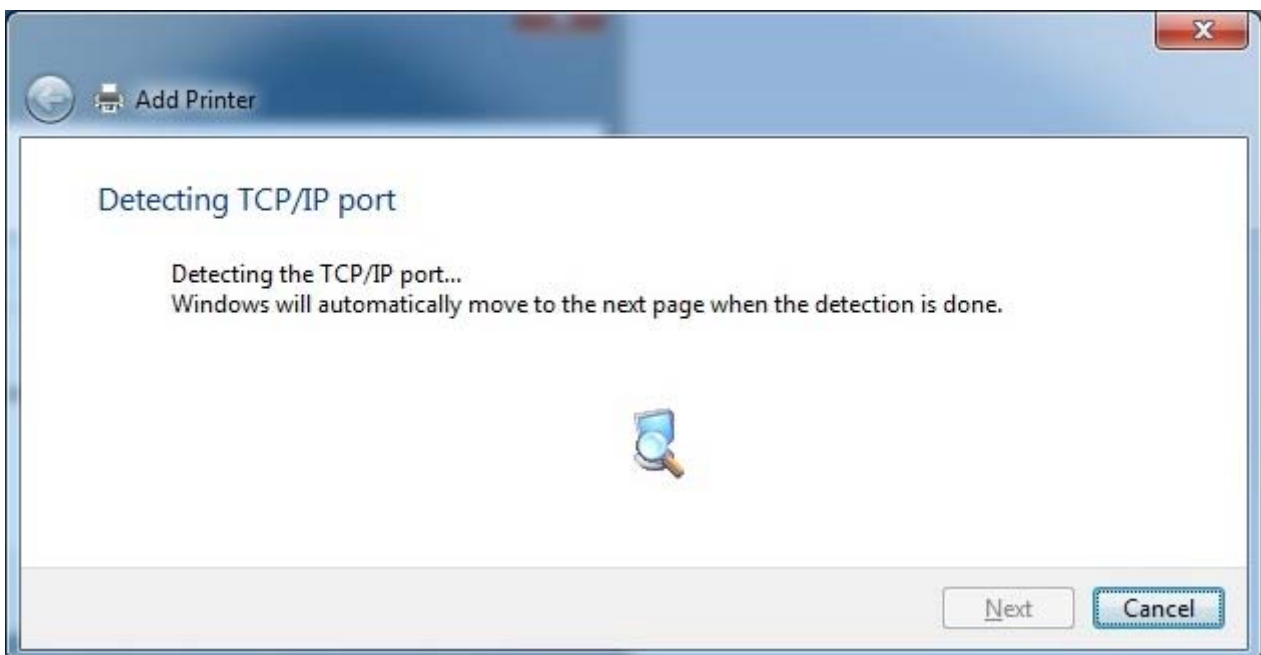 Add Printer
Detecting TCP/IP port
Detecting the TCP/IP port...
Windows will automatically move to the next page when the detection is done.
Next
Cancel